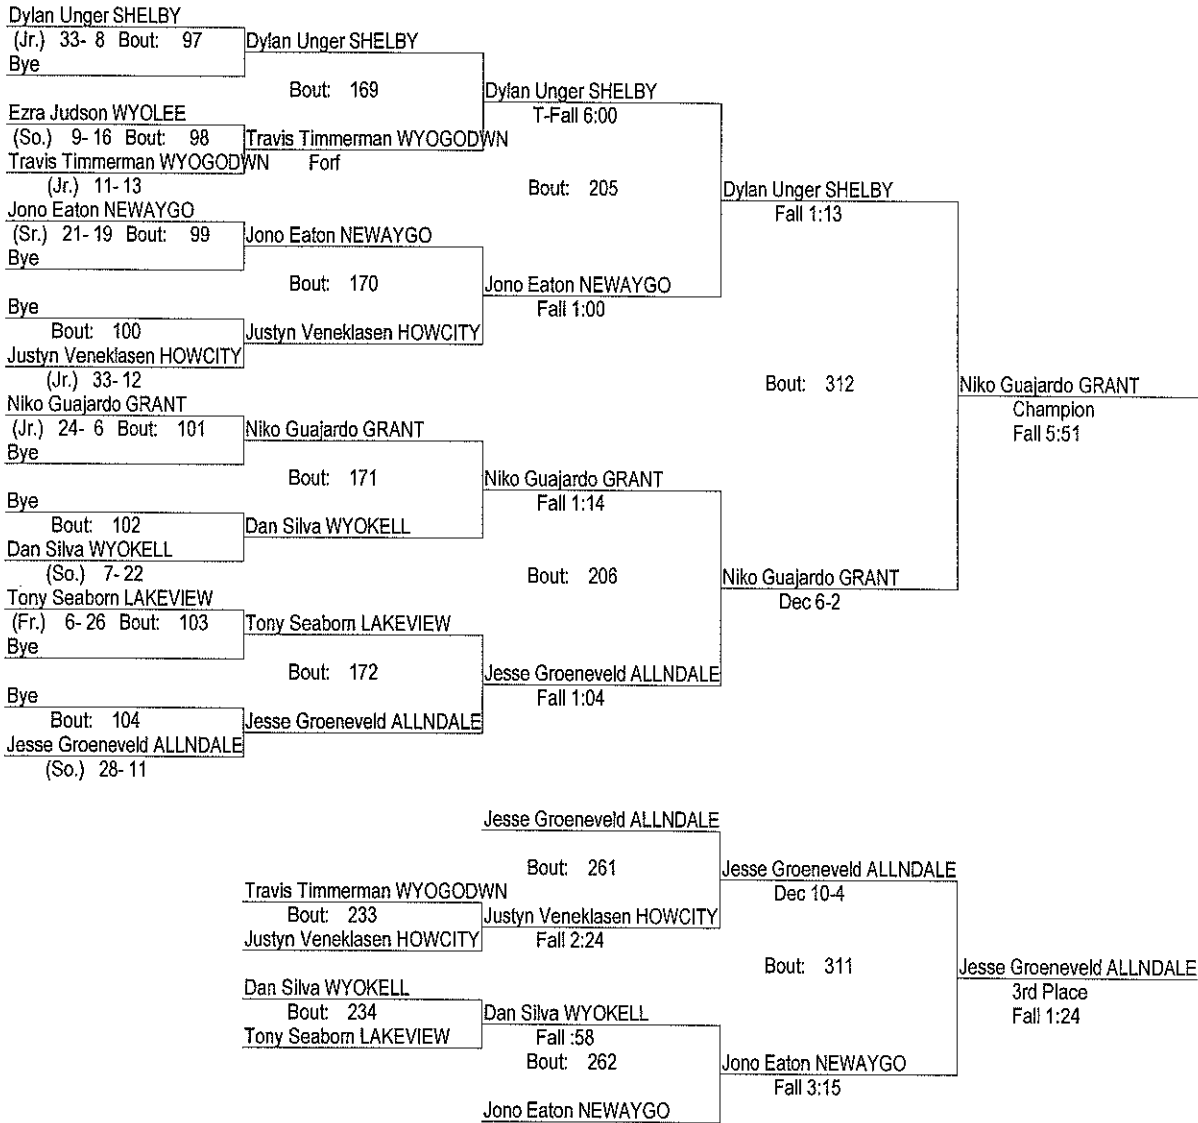 Dylan Unger SHELBY
(Jr.) 33- 8 Bout: 97
Bye
Dylan Unger SHELBY
Bout: 169
Ezra Judson WYOLEE
(So.) 9- 16 Bout: 98
Travis Timmerman WYOGODWN
(Jr.) 11- 13
Travis Timmerman WYOGODWN
Forf
Dylan Unger SHELBY
T-Fall 6:00
Bout: 205
Jono Eaton NEWAYGO
(Sr.) 21- 19 Bout: 99
Bye
Jono Eaton NEWAYGO
Bout: 170
Bye
Bout: 100
Justyn Veneklasen HOWCITY
(Jr.) 33- 12
Justyn Veneklasen HOWCITY
Jono Eaton NEWAYGO
Fall 1:00
Dylan Unger SHELBY
Fall 1:13
Bout: 312
Niko Guajardo GRANT
Champion
Fall 5:51
Niko Guajardo GRANT
(Jr.) 24- 6 Bout: 101
Bye
Niko Guajardo GRANT
Bout: 171
Bye
Bout: 102
Dan Silva WYOKELL
(So.) 7- 22
Dan Silva WYOKELL
Niko Guajardo GRANT
Fall 1:14
Bout: 206
Niko Guajardo GRANT
Dec 6-2
Tony Seaborn LAKEVIEW
(Fr.) 6- 26 Bout: 103
Bye
Tony Seaborn LAKEVIEW
Bout: 172
Bye
Bout: 104
Jesse Groeneveld ALLNDALE
(So.) 28- 11
Jesse Groeneveld ALLNDALE
Jesse Groeneveld ALLNDALE
Fall 1:04
Jesse Groeneveld ALLNDALE
Bout: 261
Travis Timmerman WYOGODWN
Bout: 233
Justyn Veneklasen HOWCITY
Justyn Veneklasen HOWCITY
Fall 2:24
Jesse Groeneveld ALLNDALE
Dec 10-4
Bout: 311
Jesse Groeneveld ALLNDALE
3rd Place
Fall 1:24
Dan Silva WYOKELL
Bout: 234
Tony Seaborn LAKEVIEW
Dan Silva WYOKELL
Fall :58
Bout: 262
Jono Eaton NEWAYGO
Jono Eaton NEWAYGO
Fall 3:15